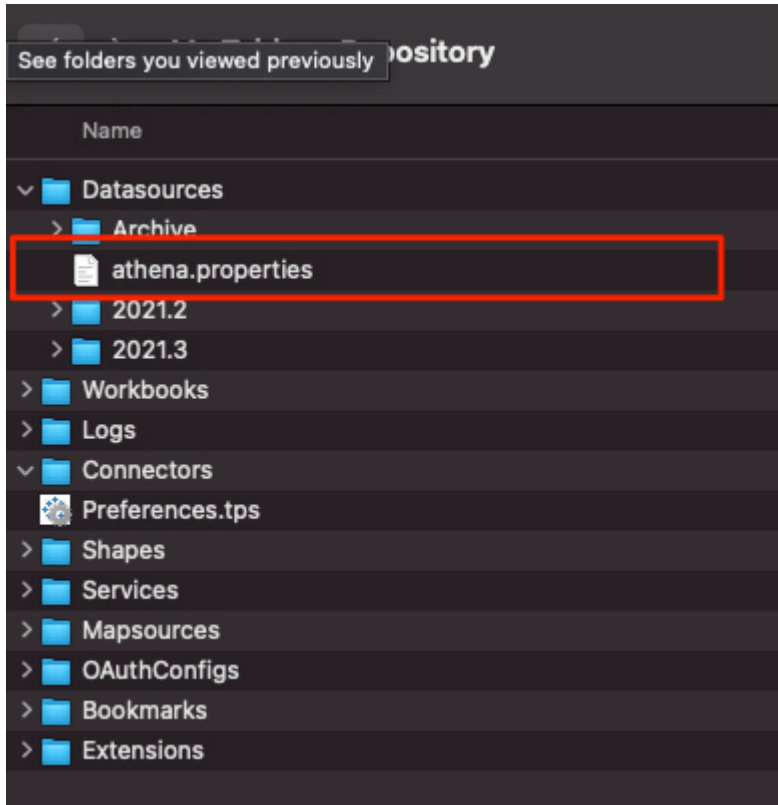 See folders you viewed previously pository
Name
Datasources
Archive
athena.properties
2021.2
2021.3
Workbooks
Logs
Connectors
Preferences.tps
Shapes
Services
Mapsources
OAuthConfigs
Bookmarks
Extensions